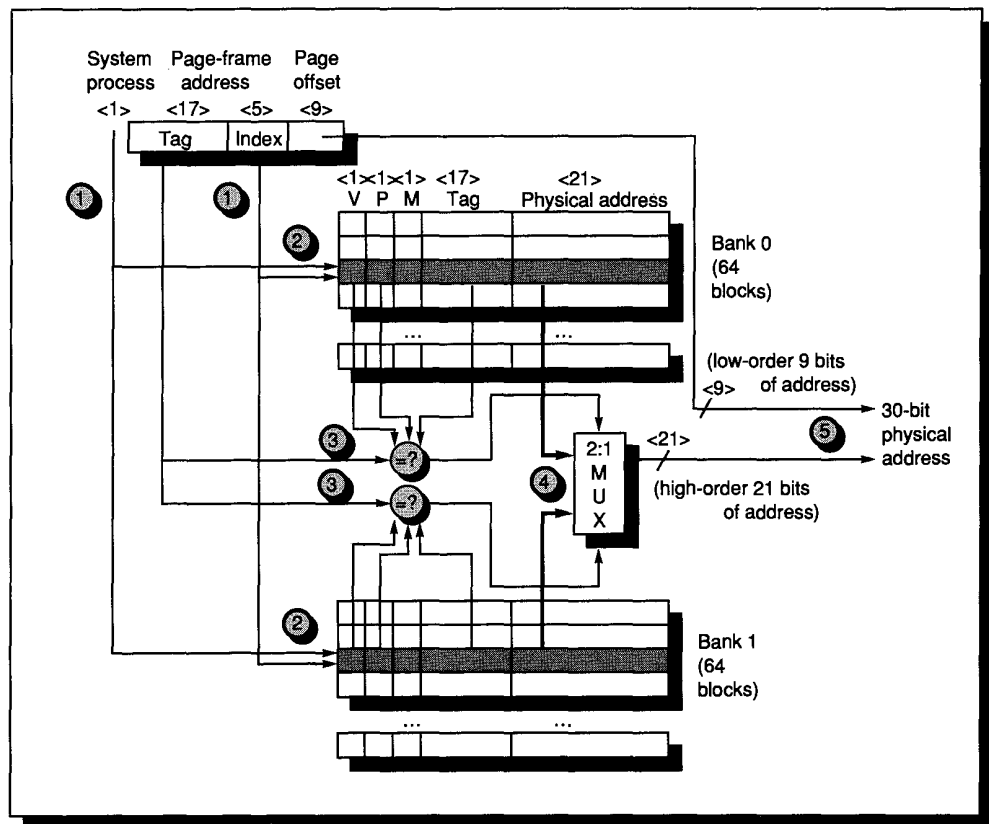 System process
Page-frame address
Page offset
<1>
<17>
<5>
<9>
Tag
Index
1
1
<1><1><1>
<17>
<21>
V
P
M
Tag
Physical address
2
Bank 0
(64
blocks)
...
...
(low-order 9 bits
of address)
<9>
30-bit
physical
address
5
3
=?
3
=?
4
2:1
M
U
X
<21>
(high-order 21 bits
of address)
2
Bank 1
(64
blocks)
...
...